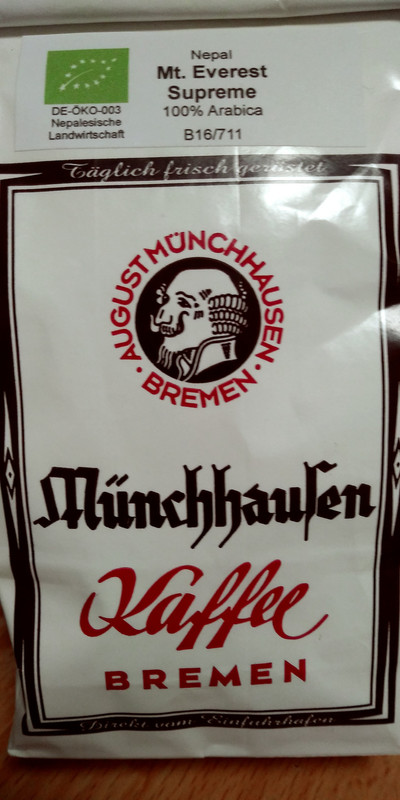 Nepal
Mt. Everest
Supreme
100% Arabica
B16/711
DE-ÖKO-003
Nepalesische
Landwirtschaft
Täglich frisch geröstet
AUGUST MÜNCHHAUSEN
· BREMEN ·
Münchhauſen
Kaffee
BREMEN
Direkt vom Einfuhrhafen